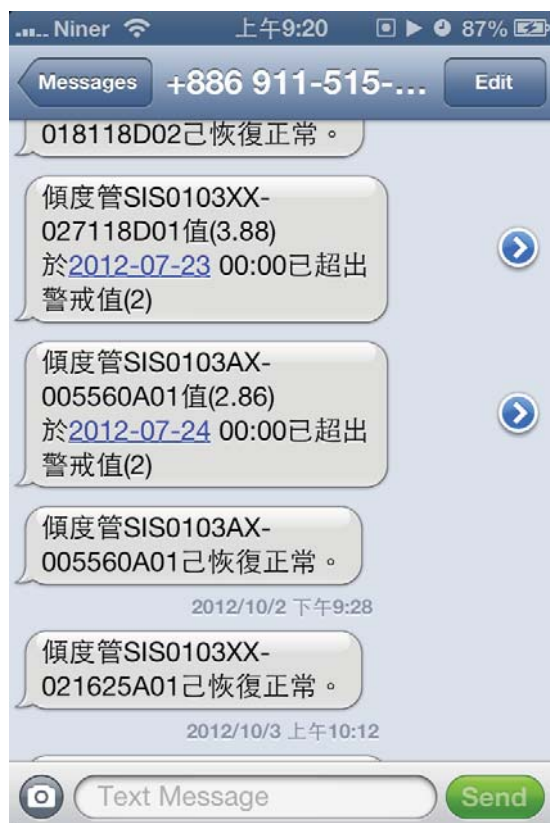 Niner 上午9:20 87%
Messages +886 911-515-... Edit
018118D02己恢復正常。
傾度管SIS0103XX-
027118D01值(3.88)
於2012-07-23 00:00已超出
警戒值(2)
傾度管SIS0103AX-
005560A01值(2.86)
於2012-07-24 00:00已超出
警戒值(2)
傾度管SIS0103AX-
005560A01己恢復正常。
2012/10/2 下午9:28
傾度管SIS0103XX-
021625A01己恢復正常。
2012/10/3 上午10:12
Text Message Send